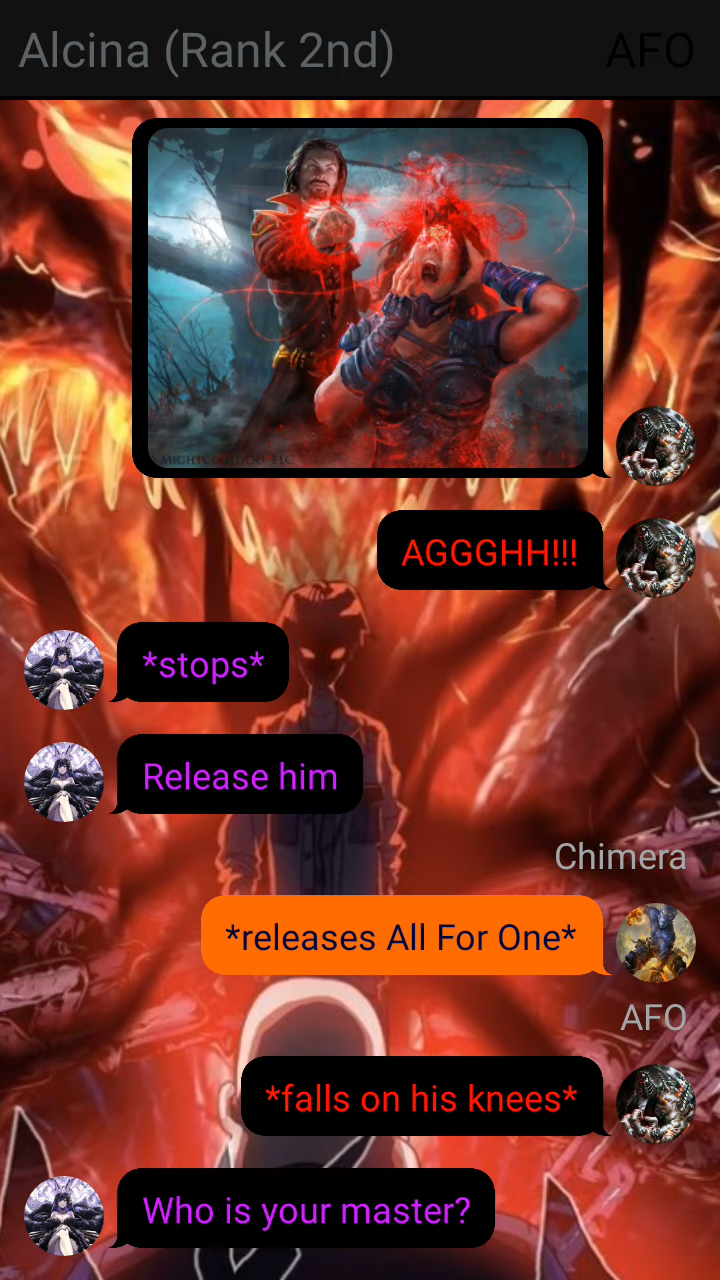 Alcina (Rank 2nd)
AFO
AGGGHH!!!
*stops*
Release him
Chimera
*releases All For One*
AFO
*falls on his knees*
Who is your master?